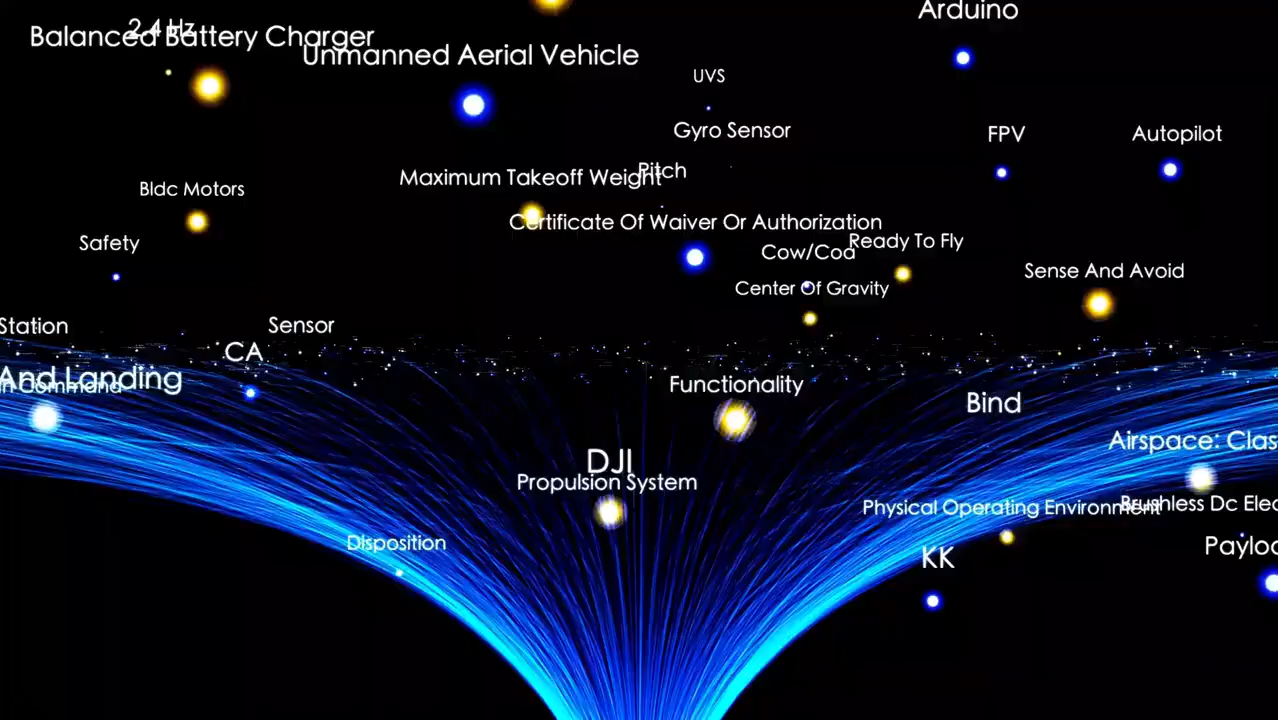 Arduino
2.4 Hz
Balanced Battery Charger
Unmanned Aerial Vehicle
UVS
Gyro Sensor
FPV
Autopilot
Pitch
Maximum Takeoff Weight
Bldc Motors
Certificate Of Waiver Or Authorization
Safety
Ready To Fly
Cow/Coa
Sense And Avoid
Center Of Gravity
Station
Sensor
CA
And Landing
In Command
Functionality
Bind
Airspace: Clas
DJI
Propulsion System
Physical Operating Environment
Brushless Dc Elec
Disposition
Payloa
KK